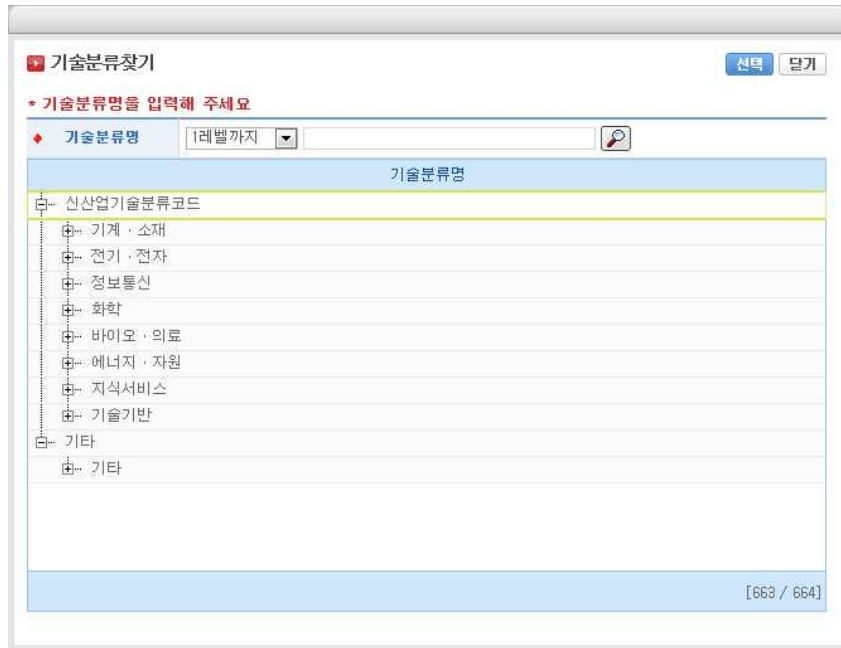 기술분류찾기
선택 닫기
* 기술분류명을 입력해 주세요
기술분류명 1레벨까지
기술분류명
신산업기술분류코드
기계 · 소재
전기 · 전자
정보통신
화학
바이오 · 의료
에너지 · 자원
지식서비스
기술기반
기타
기타
[663 / 664]